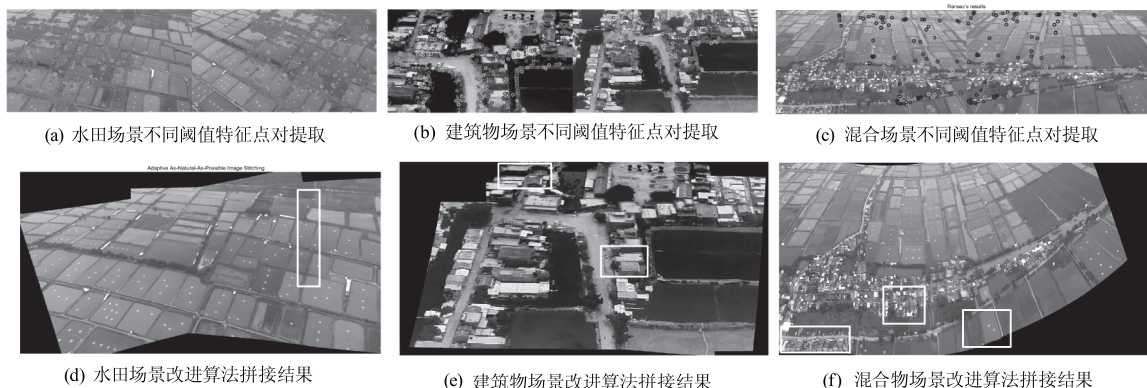 Ransac's results
(a) 水田场景不同阈值特征点对提取
(b) 建筑物场景不同阈值特征点对提取
(c) 混合场景不同阈值特征点对提取
Adaptive As-Natural-As-Possible Image Stitching
(d) 水田场景改进算法拼接结果
(e) 建筑物场景改进算法拼接结果
(f) 混合物场景改进算法拼接结果